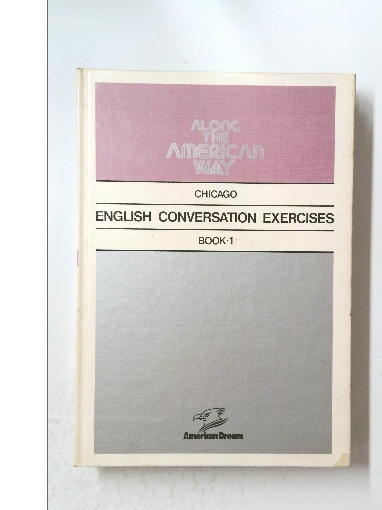 ALONG
THE
AMERICAN
WAY
CHICAGO
ENGLISH CONVERSATION EXERCISES
BOOK·1
American Dream